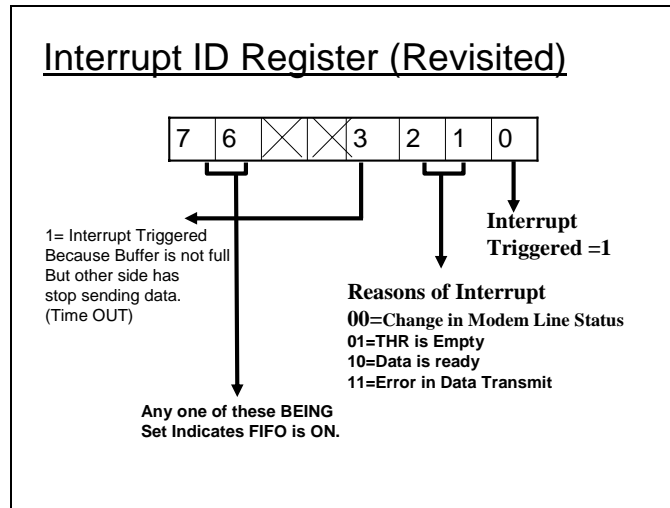 Interrupt ID Register (Revisited)
7 6 3 2 1 0
1= Interrupt Triggered
Because Buffer is not full
But other side has
stop sending data.
(Time OUT)
Interrupt
Triggered =1
Reasons of Interrupt
00=Change in Modem Line Status
01=THR is Empty
10=Data is ready
11=Error in Data Transmit
Any one of these BEING
Set Indicates FIFO is ON.